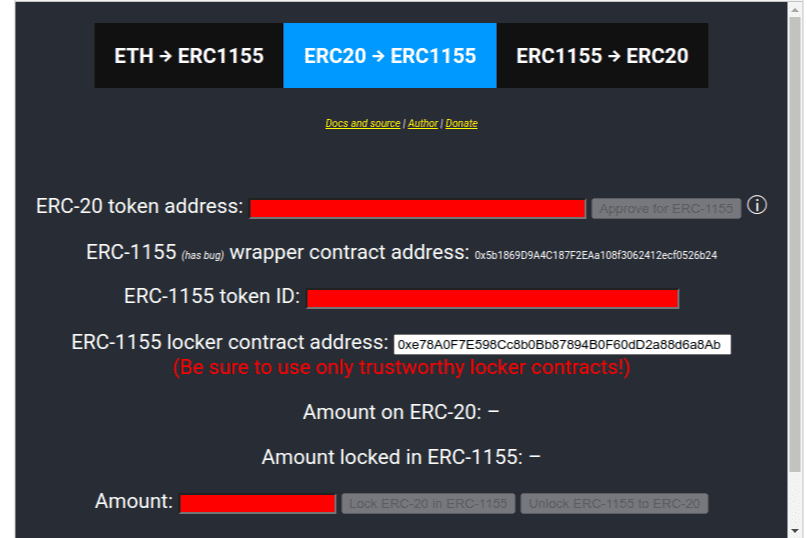 ETH → ERC1155 ERC20 → ERC1155 ERC1155 → ERC20
Docs and source | Author | Donate
ERC-20 token address: Approve for ERC-1155 ⓘ
ERC-1155 (has bug) wrapper contract address: 0x5b1869D9A4C187F2EAa108f3062412ecf0526b24
ERC-1155 token ID:
ERC-1155 locker contract address: 0xe78A0F7E598Cc8b0Bb87894B0F60dD2a88d6a8Ab
(Be sure to use only trustworthy locker contracts!)
Amount on ERC-20: –
Amount locked in ERC-1155: –
Amount: Lock ERC-20 in ERC-1155 Unlock ERC-1155 to ERC-20